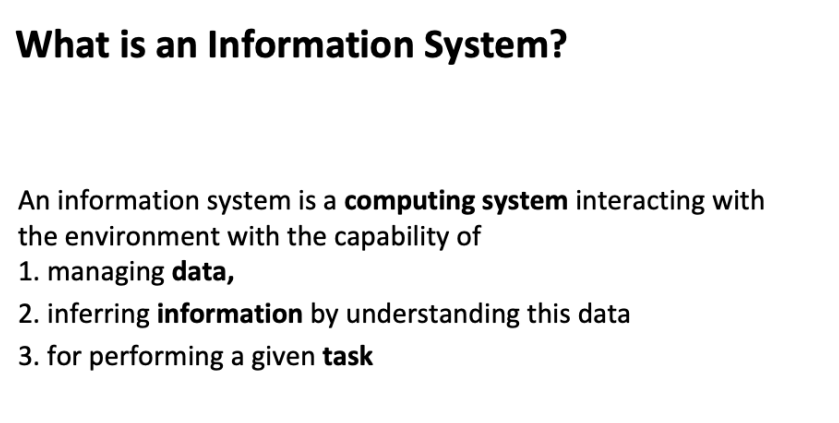 What is an Information System?
An information system is a computing system interacting with
the environment with the capability of
1. managing data,
2. inferring information by understanding this data
3. for performing a given task